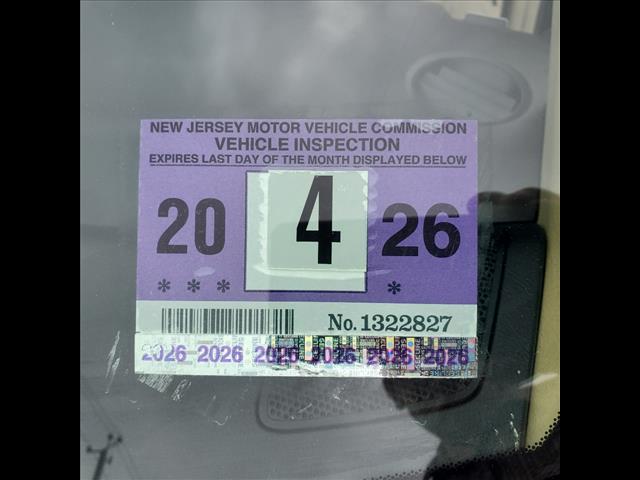 NEW JERSEY MOTOR VEHICLE COMMISSION
VEHICLE INSPECTION
EXPIRES LAST DAY OF THE MONTH DISPLAYED BELOW
20 4 26
* * * *
No. 1322827
2026 2026 2026 2026 2026 2026